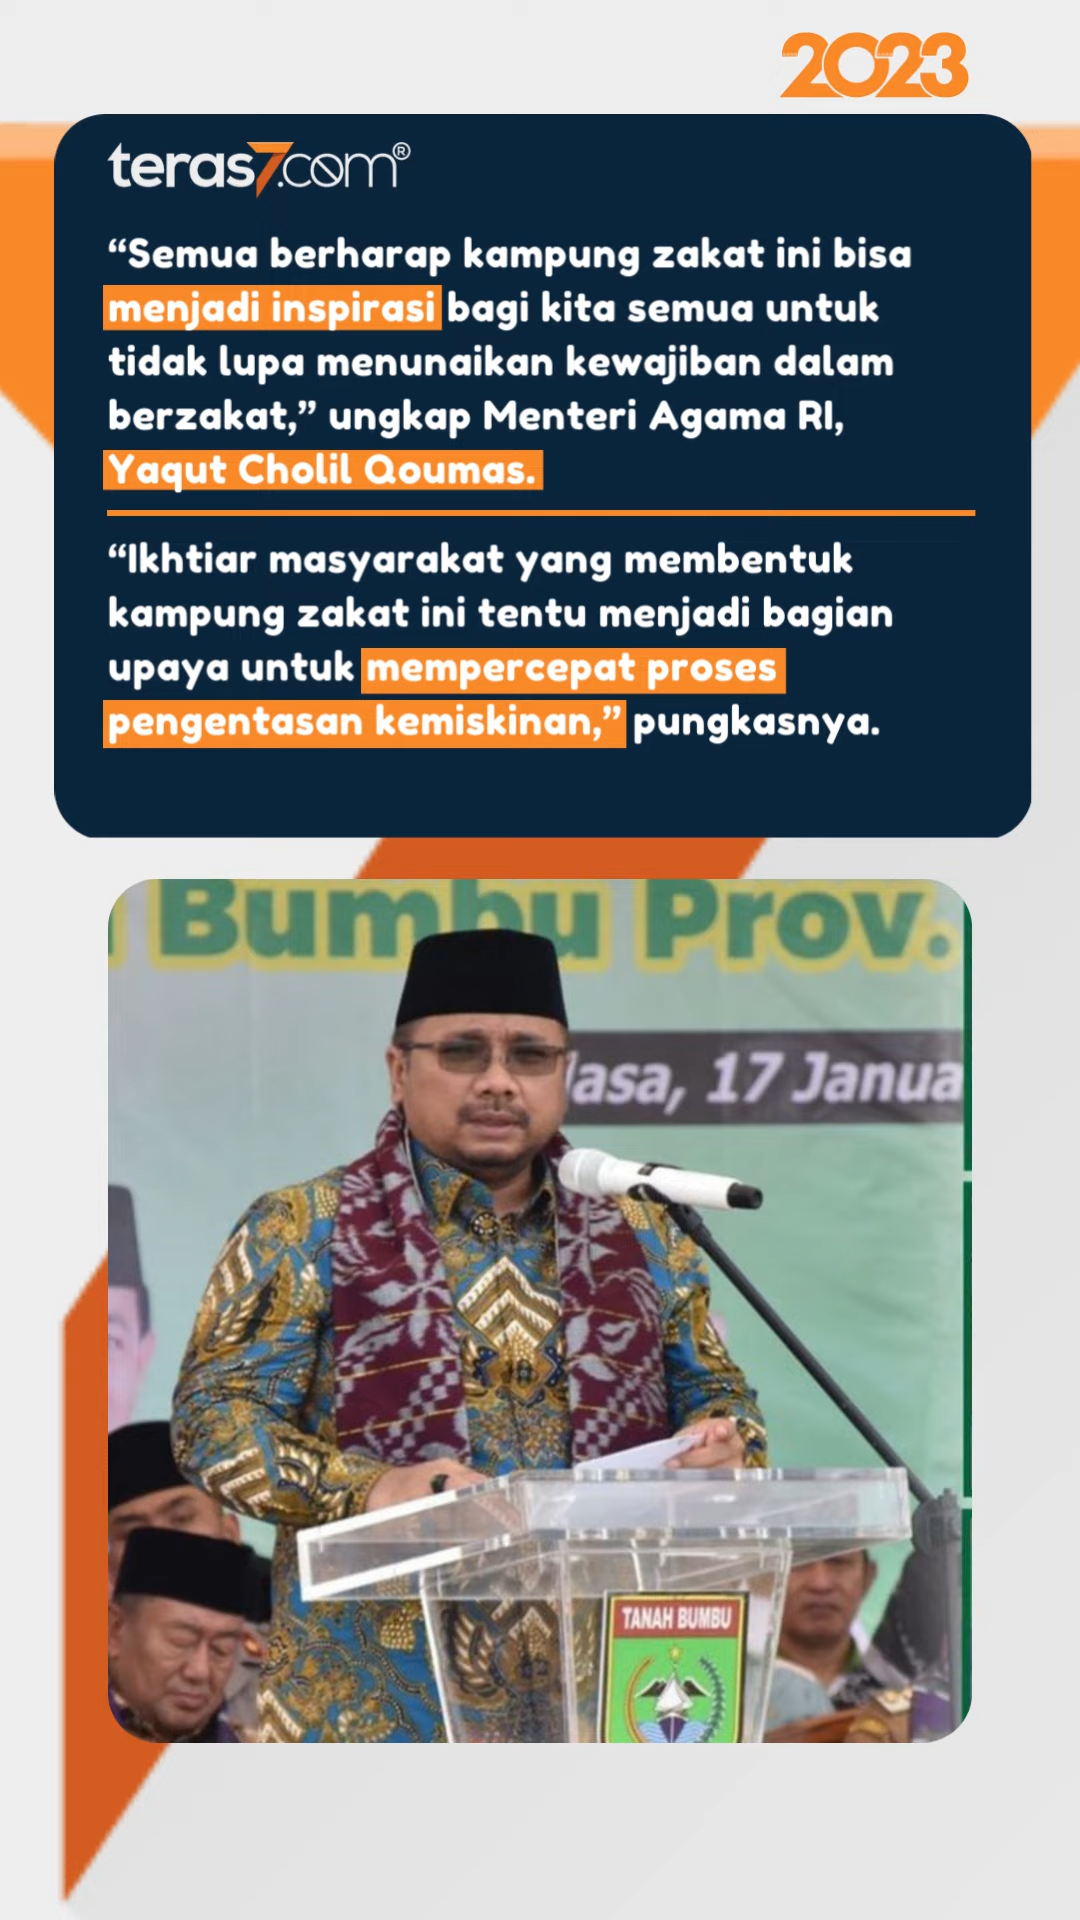 2023
teras7.com®
“Semua berharap kampung zakat ini bisa
menjadi inspirasi bagi kita semua untuk
tidak lupa menunaikan kewajiban dalam
berzakat,” ungkap Menteri Agama RI,
Yaqut Cholil Qoumas.
“Ikhtiar masyarakat yang membentuk
kampung zakat ini tentu menjadi bagian
upaya untuk mempercepat proses
pengentasan kemiskinan,” pungkasnya.
Bumbu Prov.
lasa, 17 Janua
TANAH BUMBU